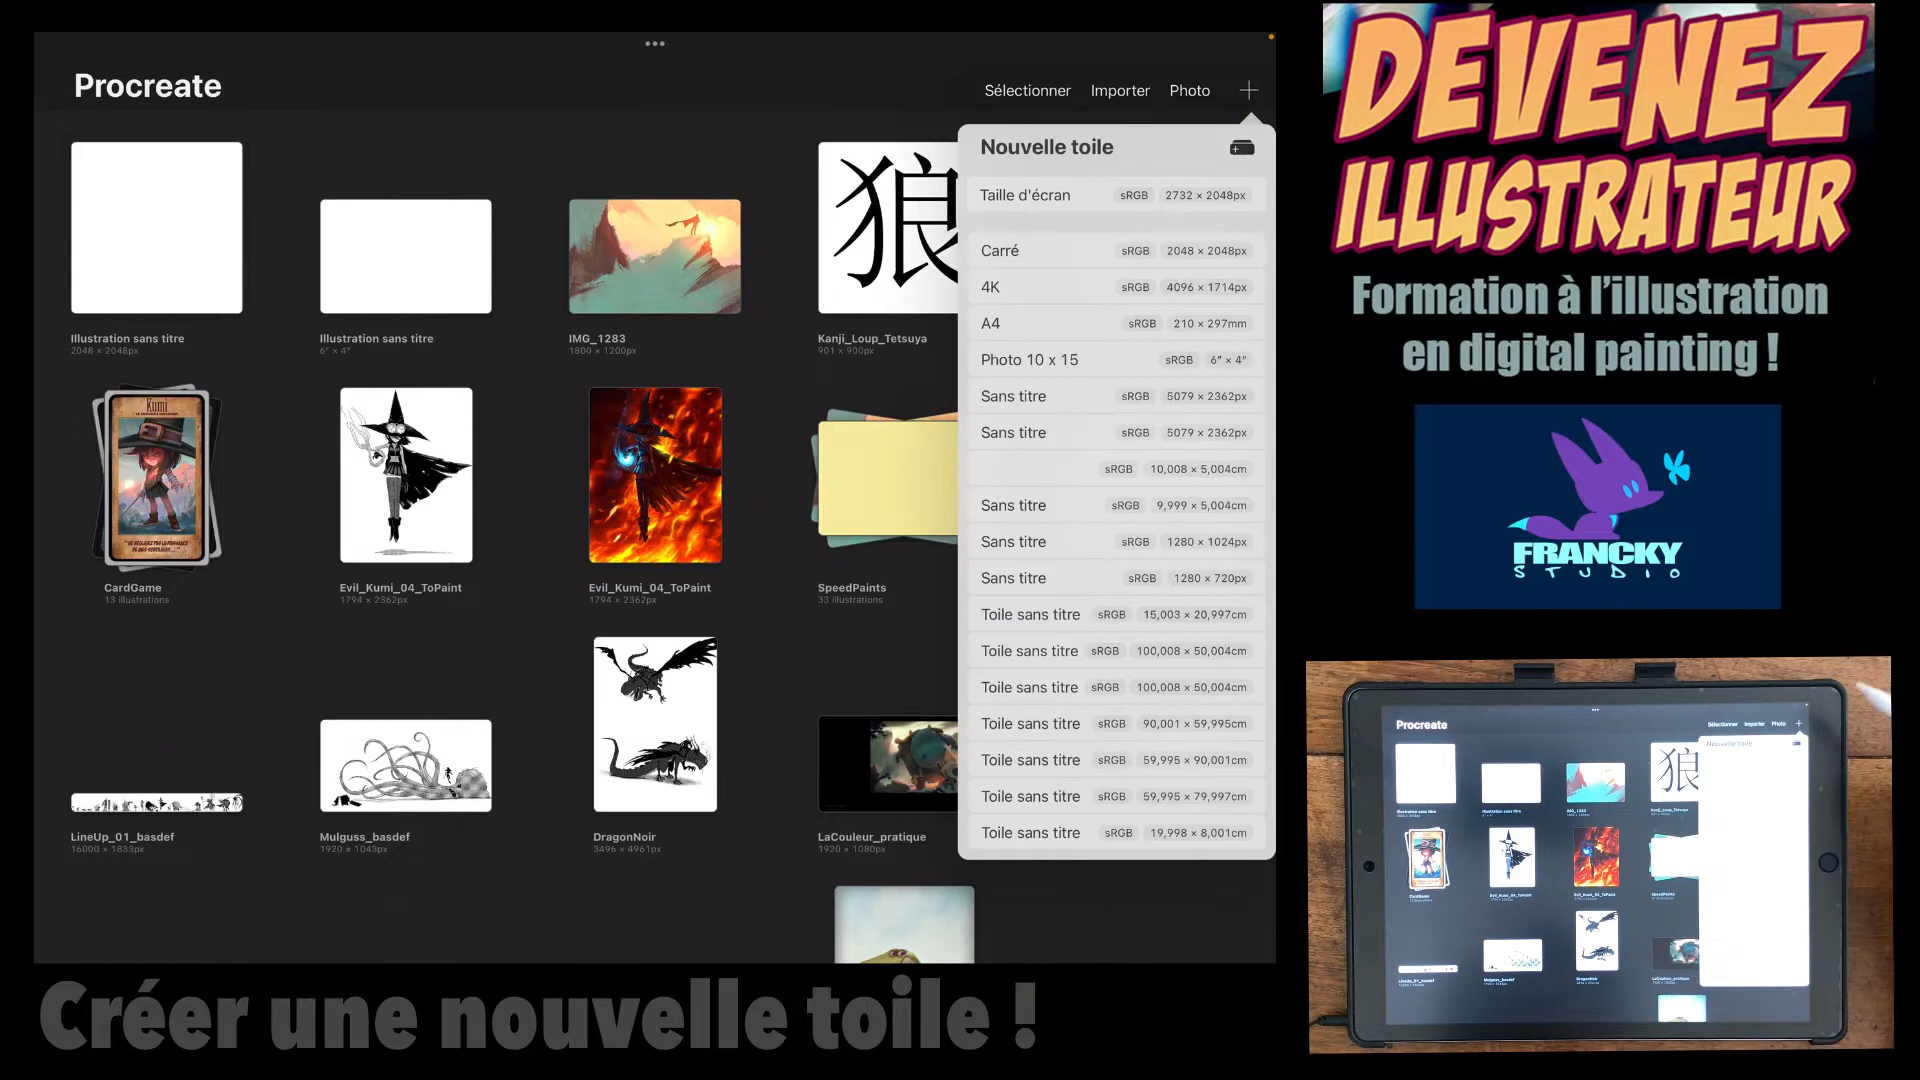 Procreate
Sélectionner Importer Photo
Nouvelle toile
Taille d'écran sRGB 2732 × 2048px
Carré sRGB 2048 × 2048px
4K sRGB 4096 × 1714px
A4 sRGB 210 × 297mm
Photo 10 x 15 sRGB 6" × 4"
Sans titre sRGB 5079 × 2362px
Sans titre sRGB 5079 × 2362px
sRGB 10,008 × 5,004cm
Sans titre sRGB 9,999 × 5,004cm
Sans titre sRGB 1280 × 1024px
Sans titre sRGB 1280 × 720px
Toile sans titre sRGB 15,003 × 20,997cm
Toile sans titre sRGB 100,008 × 50,004cm
Toile sans titre sRGB 100,008 × 50,004cm
Toile sans titre sRGB 90,001 × 59,995cm
Toile sans titre sRGB 59,995 × 90,001cm
Toile sans titre sRGB 59,995 × 79,997cm
Toile sans titre sRGB 19,998 × 8,001cm
狼
Illustration sans titre
2048 × 2048px
Illustration sans titre
6" × 4"
IMG_1283
1800 × 1200px
Kanji_Loup_Tetsuya
901 × 900px
Kumi
CardGame
13 illustrations
Evil_Kumi_04_ToPaint
1794 × 2362px
Evil_Kumi_04_ToPaint
1794 × 2362px
SpeedPaints
33 illustrations
LineUp_01_basdef
16000 × 1833px
Mulguss_basdef
1920 × 1043px
DragonNoir
3496 × 4961px
LaCouleur_pratique
1920 × 1080px
Créer une nouvelle toile !
DEVENEZ
ILLUSTRATEUR
Formation à l'illustration
en digital painting !
FRANCKY
STUDIO
Procreate
Sélectionner Importer Photo
Nouvelle toile
狼